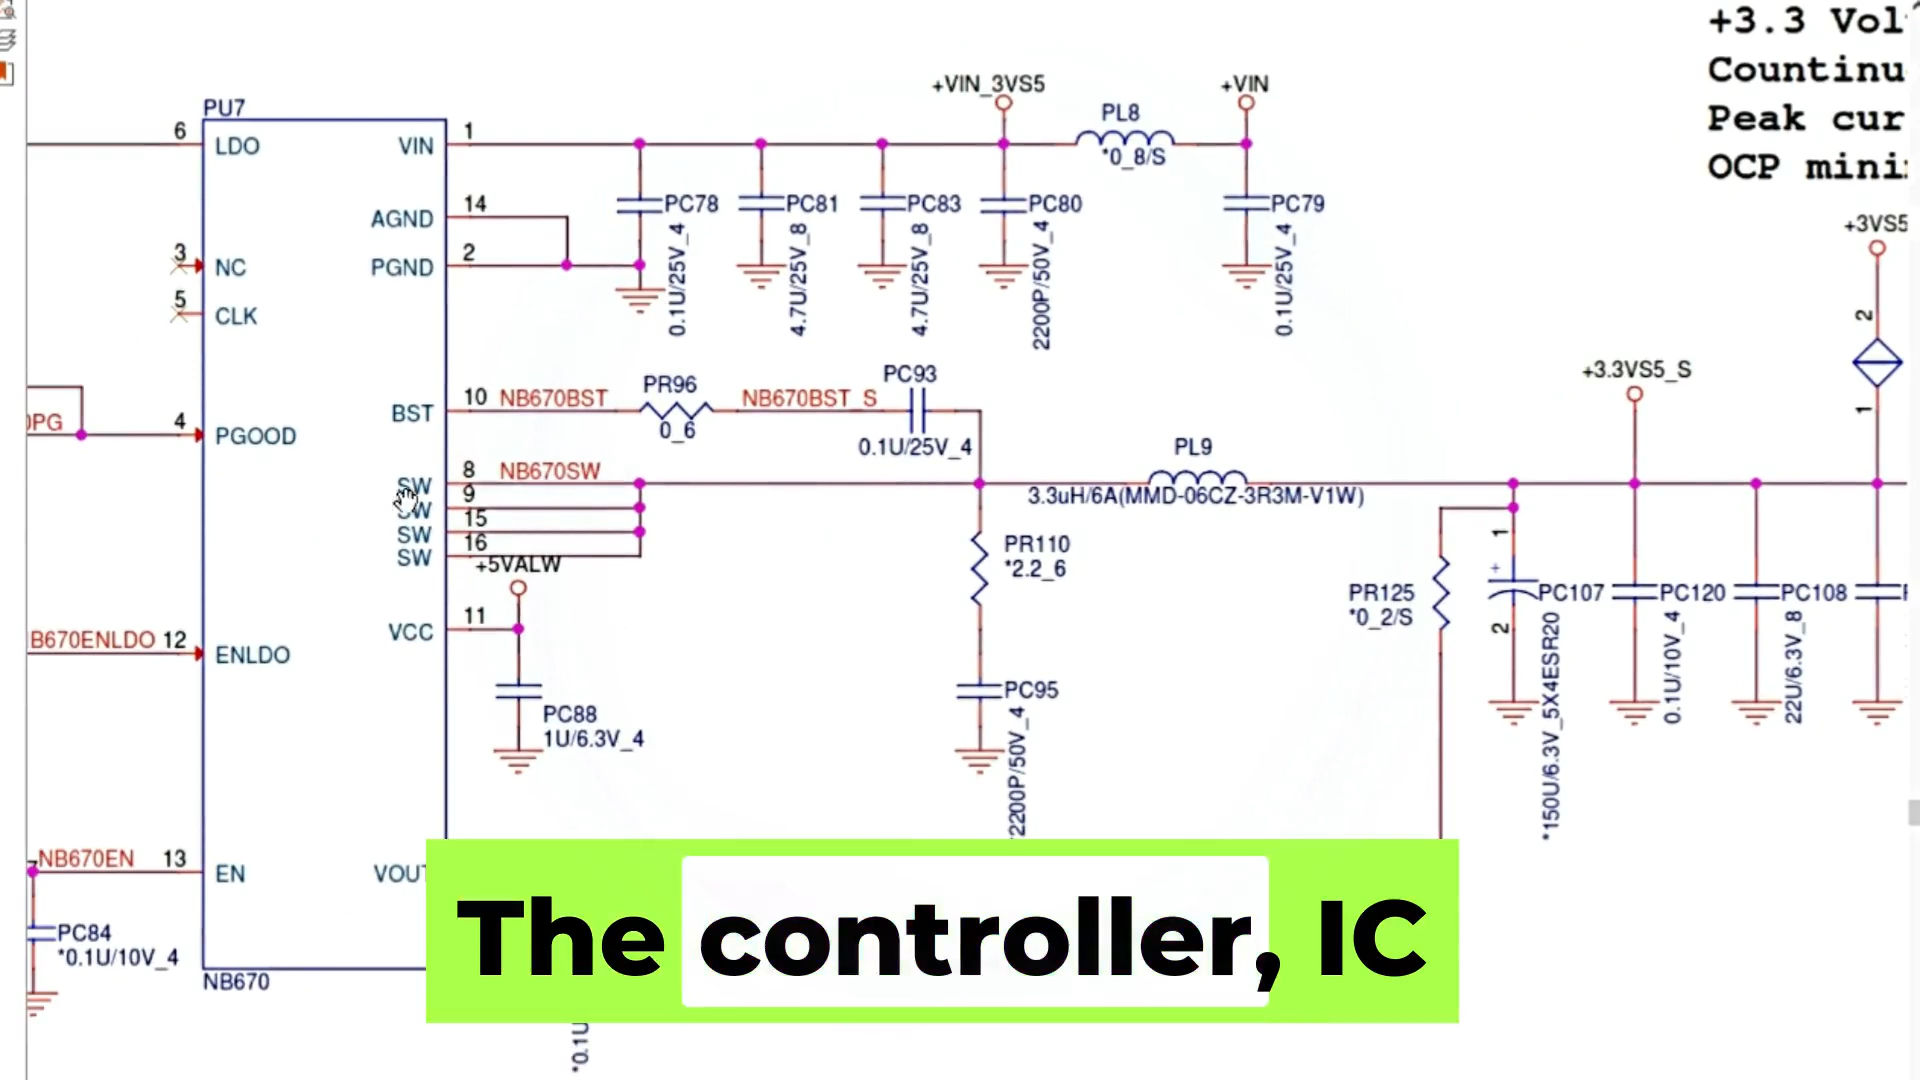 +3.3 Vol
Countinu
Peak cur
OCP mini
+VIN_3VS5
+VIN
PU7
PL8
*0_8/S
6
LDO
VIN
1
AGND
14
PGND
2
3
NC
5
CLK
PC78
0.1U/25V_4
PC81
4.7U/25V_8
PC83
4.7U/25V_8
PC80
2200P/50V_4
PC79
0.1U/25V_4
+3VS5
2
1
+3.3VS5_S
PG
4
PGOOD
BST
10
NB670BST
PR96
0_6
NB670BST_S
PC93
0.1U/25V_4
SW
8
NB670SW
SW
9
SW
15
SW
16
PL9
3.3uH/6A(MMD-06CZ-3R3M-V1W)
+5VALW
VCC
11
PC88
1U/6.3V_4
PR110
*2.2_6
PC95
2200P/50V_4
PR125
*0_2/S
1
+
2
PC107
*150U/6.3V_5X4ESR20
PC120
0.1U/10V_4
PC108
22U/6.3V_8
B670ENLDO
12
ENLDO
NB670EN
13
EN
VOUT
PC84
*0.1U/10V_4
NB670
*0.1U
The controller, IC